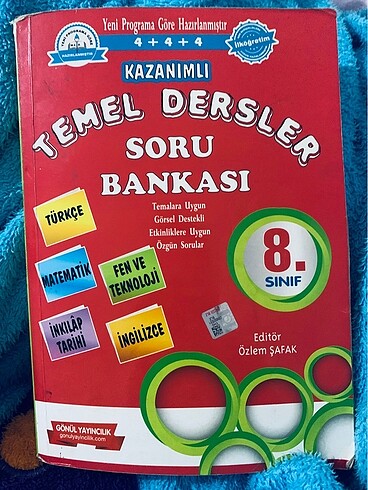 Yeni Programa Göre Hazırlanmıştır
4+4+4
İlköğretim
KAZANIMLI
TEMEL DERSLER
SORU
BANKASI
Temalara Uygun
Görsel Destekli
Etkinliklere Uygun
Özgün Sorular
TÜRKÇE
MATEMATİK
FEN VE
TEKNOLOJİ
İNKILÂP
TARİHİ
İNGİLİZCE
8.
SINIF
Editör
Özlem ŞAFAK
GÖNÜL YAYINCILIK
gonulyayincilik.com